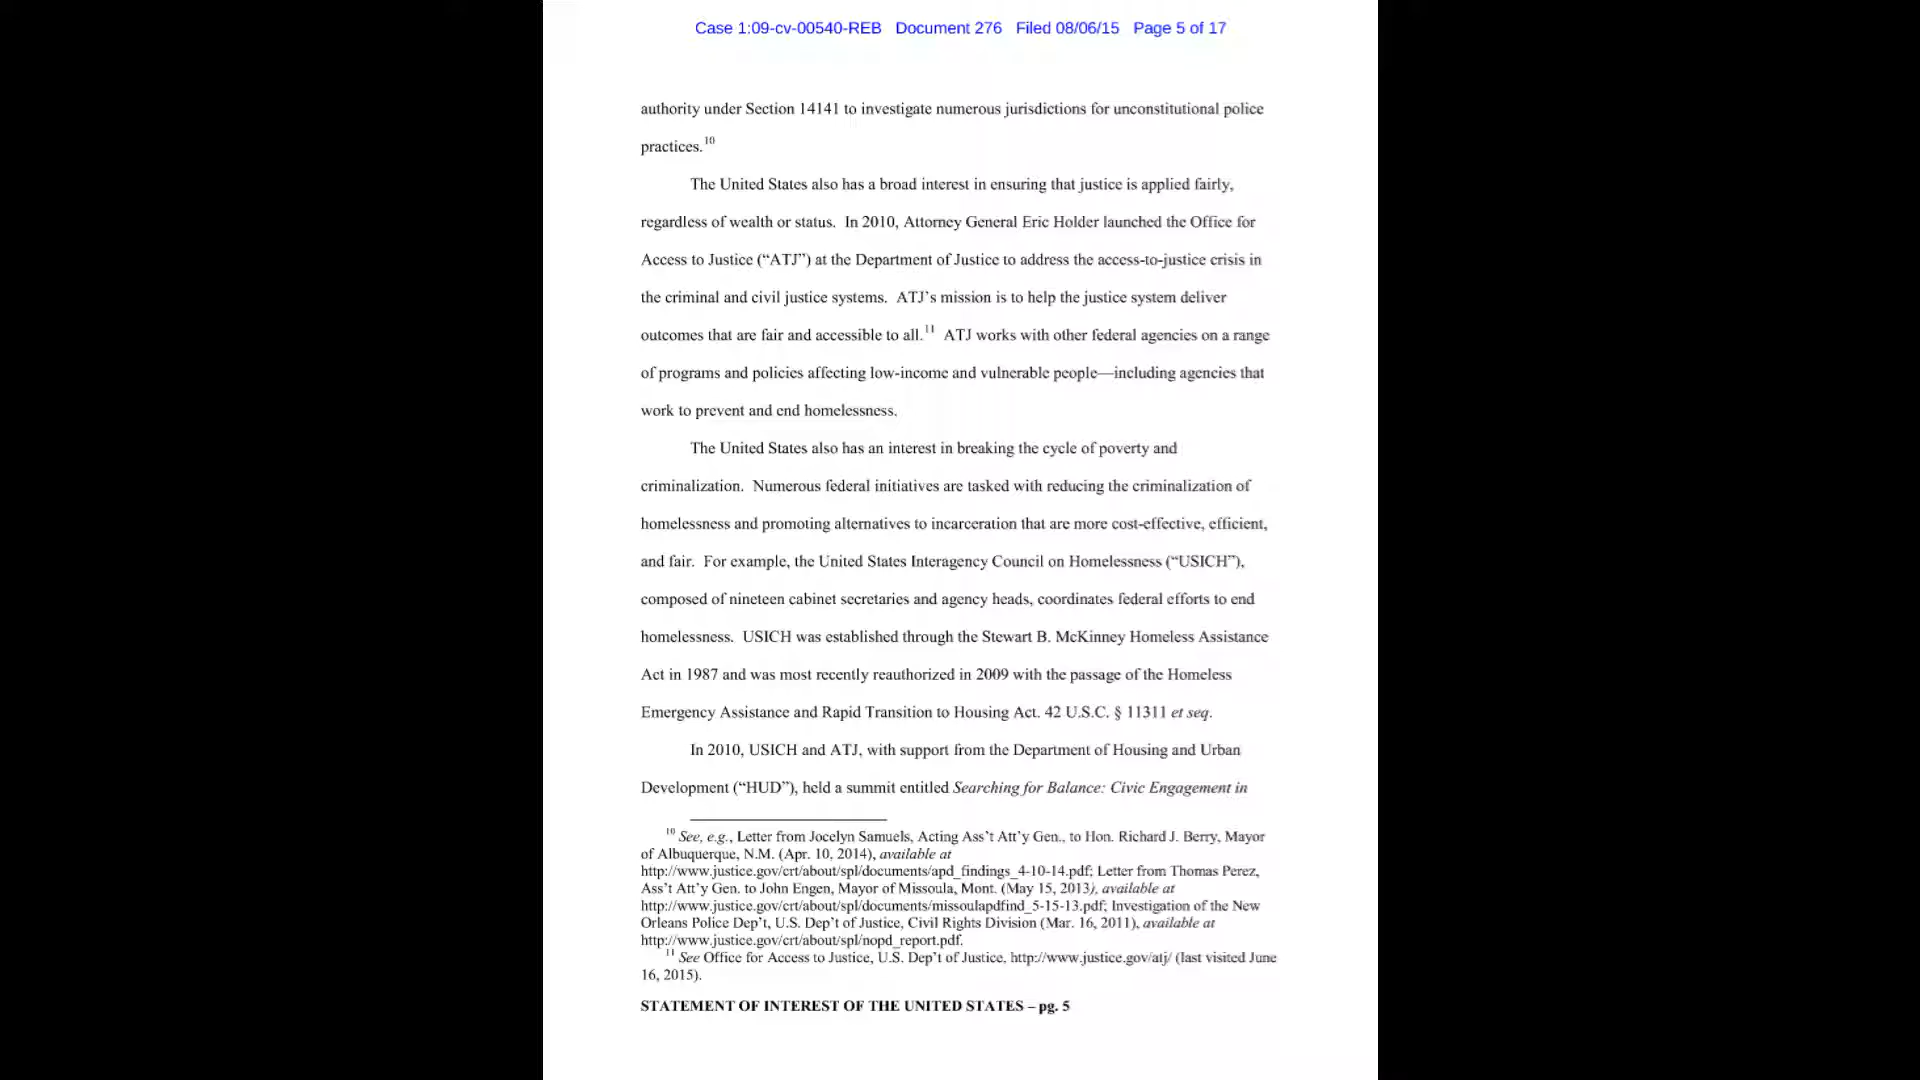 Case 1:09-cv-00540-REB Document 276 Filed 08/06/15 Page 5 of 17
authority under Section 14141 to investigate numerous jurisdictions for unconstitutional police
practices.10
The United States also has a broad interest in ensuring that justice is applied fairly,
regardless of wealth or status. In 2010, Attorney General Eric Holder launched the Office for
Access to Justice (“ATJ”) at the Department of Justice to address the access-to-justice crisis in
the criminal and civil justice systems. ATJ’s mission is to help the justice system deliver
outcomes that are fair and accessible to all.11 ATJ works with other federal agencies on a range
of programs and policies affecting low-income and vulnerable people—including agencies that
work to prevent and end homelessness.
The United States also has an interest in breaking the cycle of poverty and
criminalization. Numerous federal initiatives are tasked with reducing the criminalization of
homelessness and promoting alternatives to incarceration that are more cost-effective, efficient,
and fair. For example, the United States Interagency Council on Homelessness (“USICH”),
composed of nineteen cabinet secretaries and agency heads, coordinates federal efforts to end
homelessness. USICH was established through the Stewart B. McKinney Homeless Assistance
Act in 1987 and was most recently reauthorized in 2009 with the passage of the Homeless
Emergency Assistance and Rapid Transition to Housing Act. 42 U.S.C. § 11311 et seq.
In 2010, USICH and ATJ, with support from the Department of Housing and Urban
Development (“HUD”), held a summit entitled Searching for Balance: Civic Engagement in
10 See, e.g., Letter from Jocelyn Samuels, Acting Ass’t Att’y Gen., to Hon. Richard J. Berry, Mayor
of Albuquerque, N.M. (Apr. 10, 2014), available at
http://www.justice.gov/crt/about/spl/documents/apd_findings_4-10-14.pdf; Letter from Thomas Perez,
Ass’t Att’y Gen. to John Engen, Mayor of Missoula, Mont. (May 15, 2013), available at
http://www.justice.gov/crt/about/spl/documents/missoulapdfind_5-15-13.pdf; Investigation of the New
Orleans Police Dep’t, U.S. Dep’t of Justice, Civil Rights Division (Mar. 16, 2011), available at
http://www.justice.gov/crt/about/spl/nopd_report.pdf.
11 See Office for Access to Justice, U.S. Dep’t of Justice, http://www.justice.gov/atj/ (last visited June
16, 2015).
STATEMENT OF INTEREST OF THE UNITED STATES – pg. 5